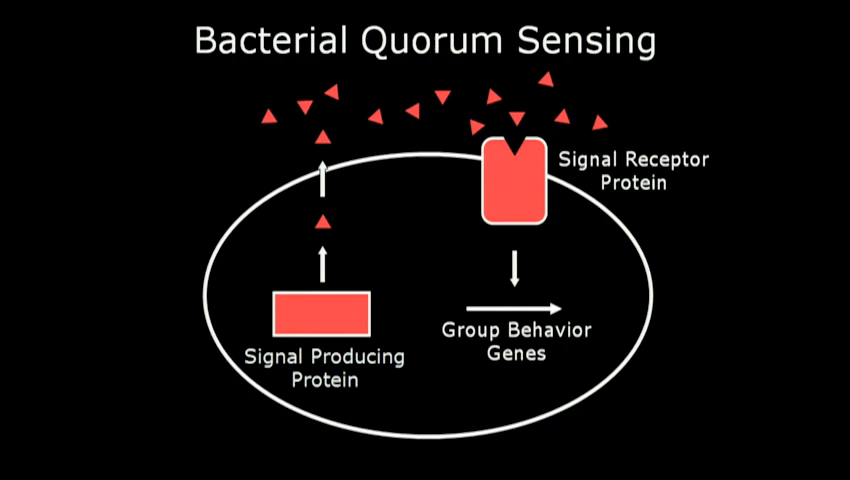 Bacterial Quorum Sensing
Signal Receptor
Protein
Group Behavior
Genes
Signal Producing
Protein